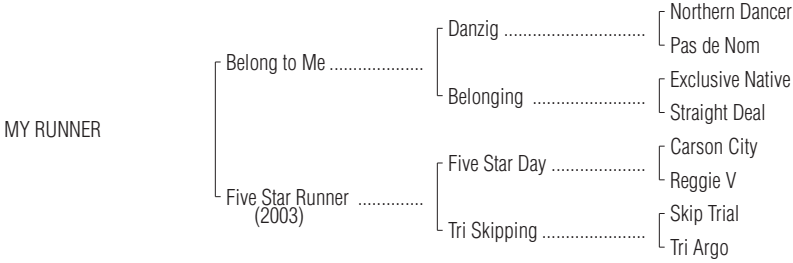 Northern Dancer
Danzig ..............................
Pas de Nom
Belong to Me ....................
Exclusive Native
Belonging ........................
Straight Deal
MY RUNNER
Carson City
Five Star Day ....................
Reggie V
Five Star Runner ..............
(2003)
Skip Trial
Tri Skipping ......................
Tri Argo